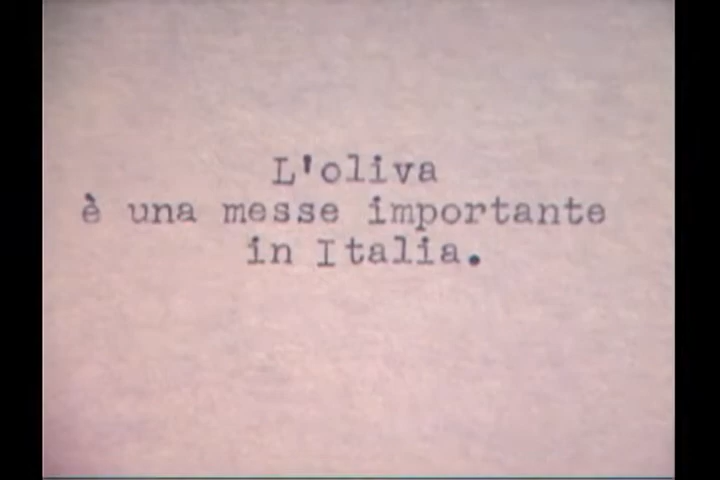 L'oliva
è una messe importante
in Italia.